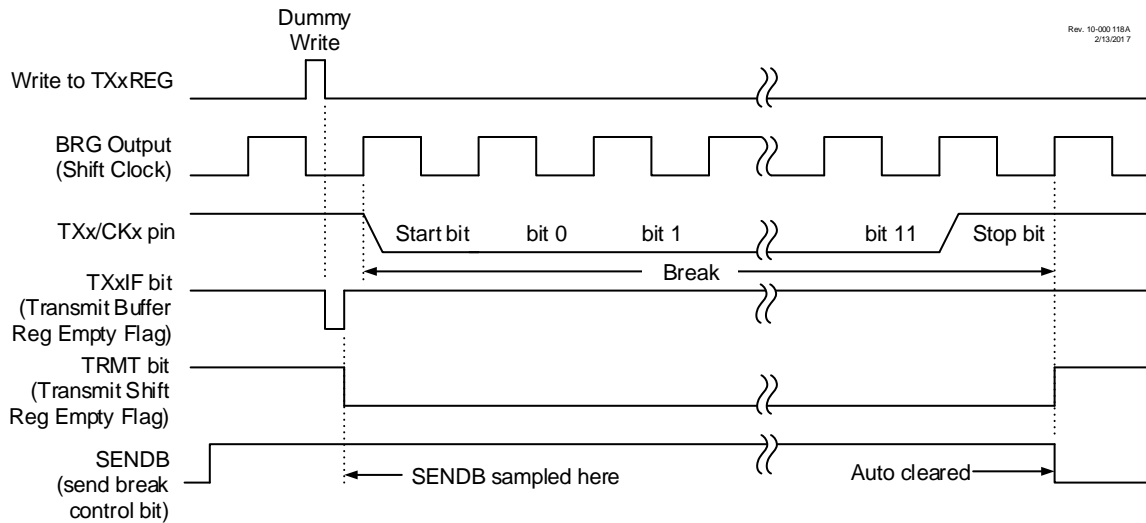 Dummy
Write
Rev. 10-000118A
2/13/2017
Write to TXxREG
BRG Output
(Shift Clock)
TXx/CKx pin
Start bit
bit 0
bit 1
bit 11
Stop bit
Break
TXxIF bit
(Transmit Buffer
Reg Empty Flag)
TRMT bit
(Transmit Shift
Reg Empty Flag)
SENDB
(send break
control bit)
SENDB sampled here
Auto cleared